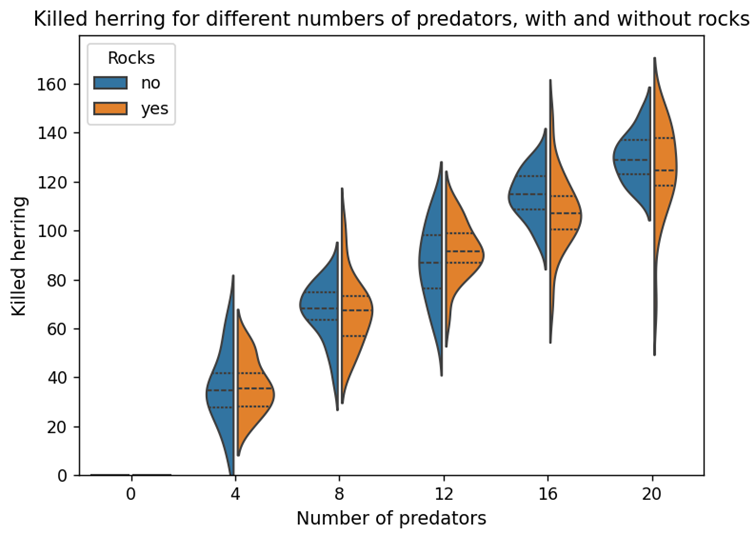 Killed herring for different numbers of predators, with and without rocks
Rocks
no
yes
160
140
120
100
80
60
40
20
0
Killed herring
0 4 8 12 16 20
Number of predators